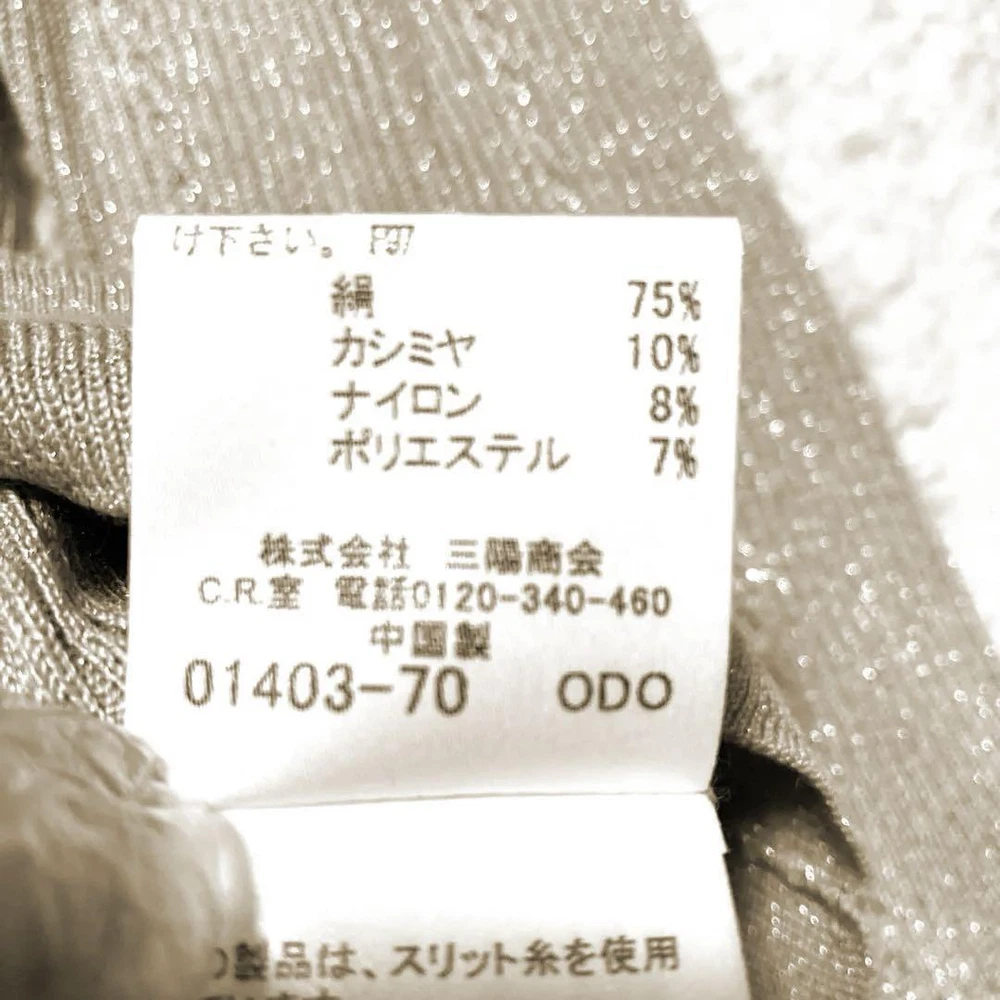 け下さい。
絹 75%
カシミヤ 10%
ナイロン 8%
ポリエステル 7%
株式会社 三陽商会
C.R.室 電話0120-340-460
中国製
01403-70 ODO
製品は、スリット糸を使用